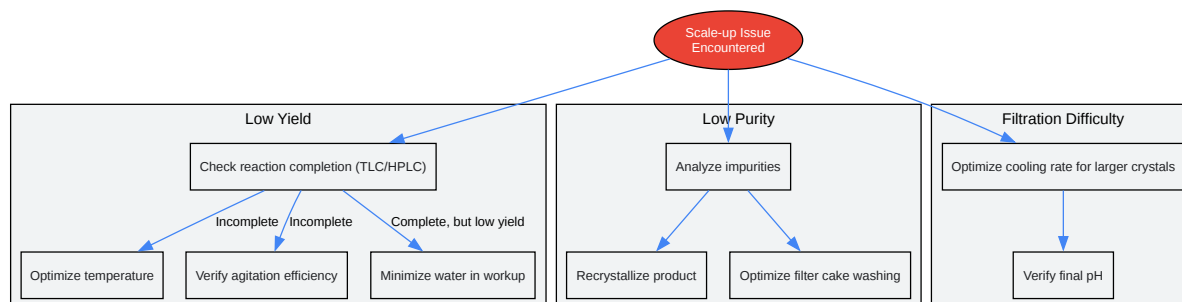 Scale-up Issue
Encountered
Low Yield
Low Purity
Filtration Difficulty
Check reaction completion (TLC/HPLC)
Analyze impurities
Optimize cooling rate for larger crystals
Incomplete
Incomplete
Complete, but low yield
Optimize temperature
Verify agitation efficiency
Minimize water in workup
Recrystallize product
Optimize filter cake washing
Verify final pH